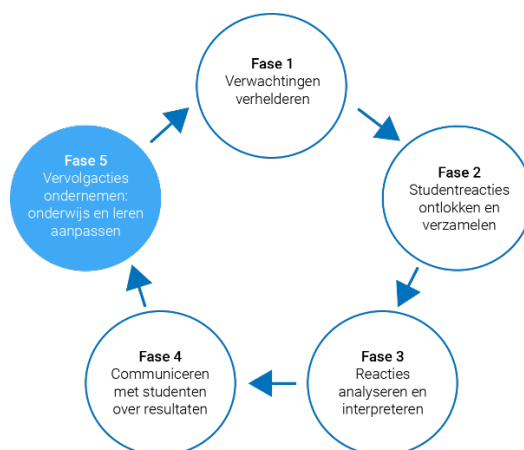 Fase 1
Verwachtingen
verhelderen
Fase 2
Studentreacties
ontlokken en
verzamelen
Fase 3
Reacties
analyseren en
interpreteren
Fase 4
Communiceren
met studenten
over resultaten
Fase 5
Vervolgacties
ondernemen:
onderwijs en leren
aanpassen